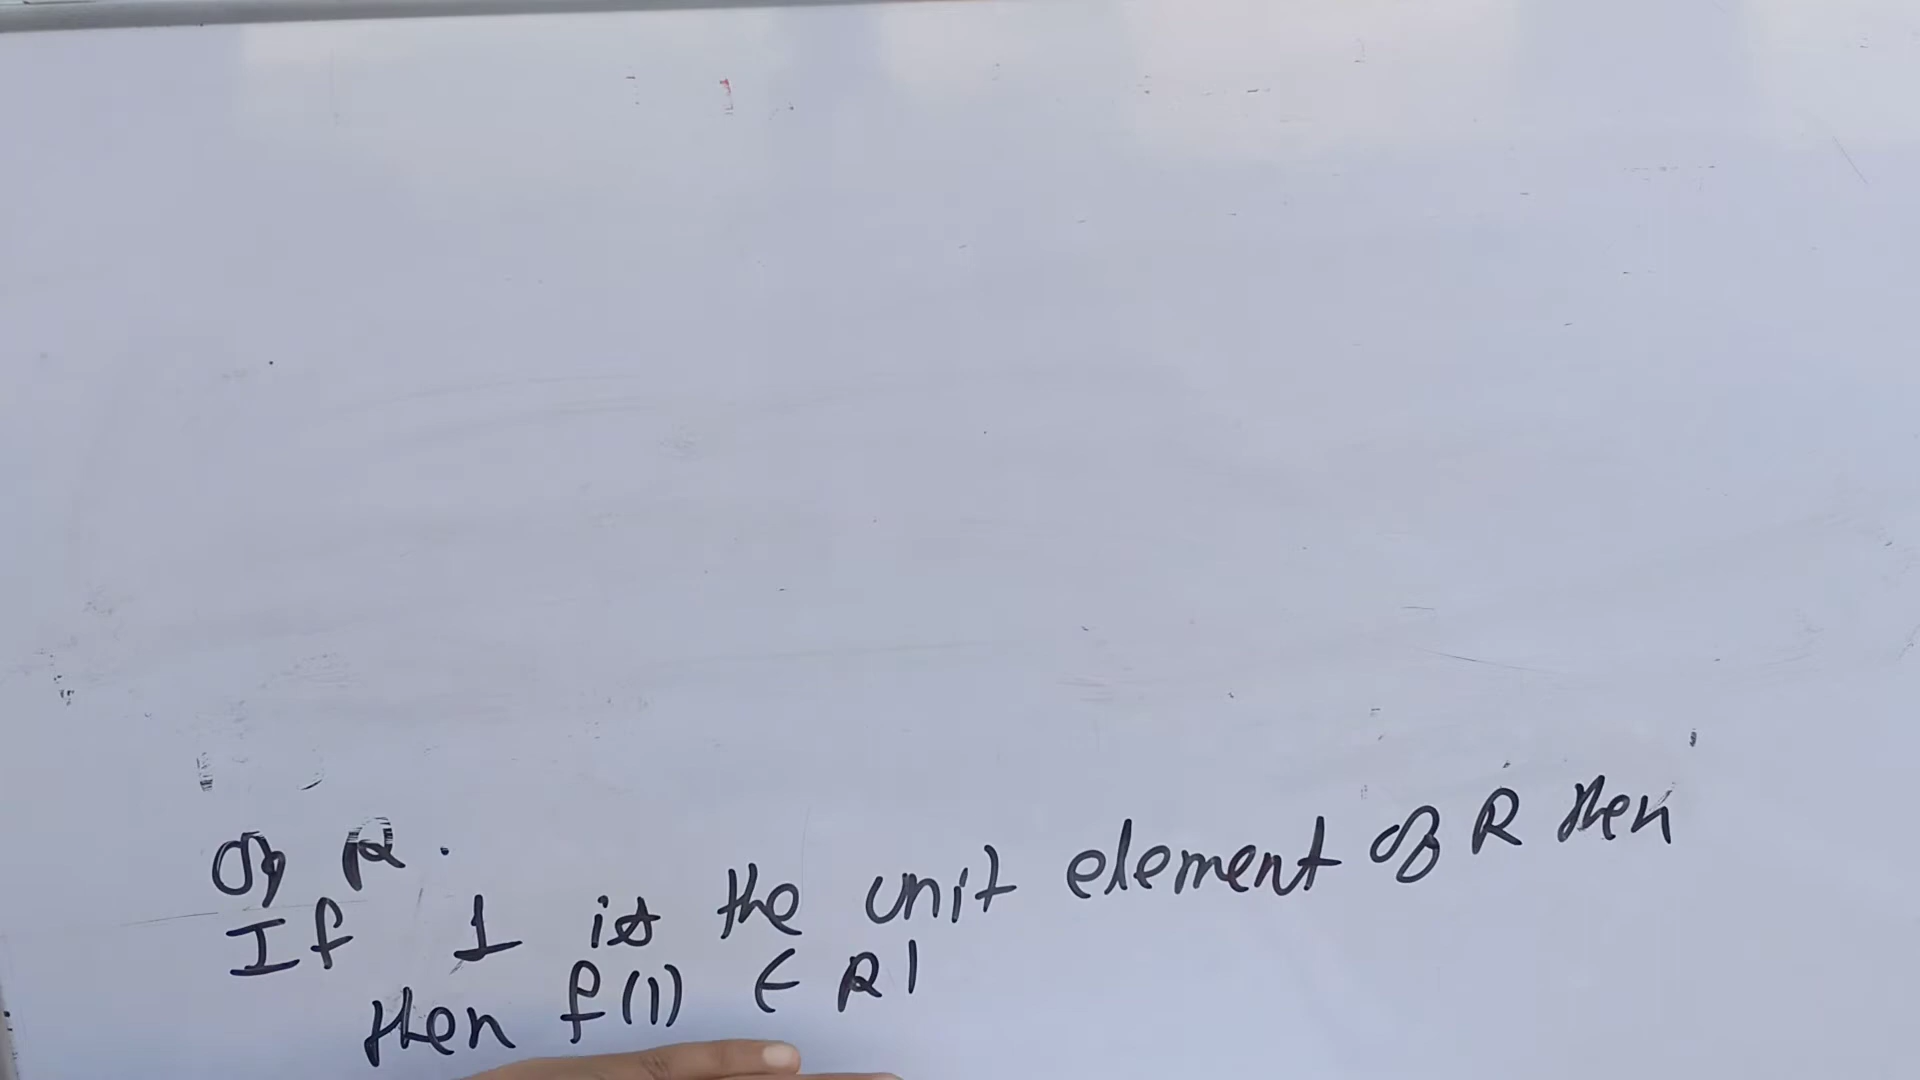 Of R.
If 1 is the unit element of R then
then f(1) ∈ R'